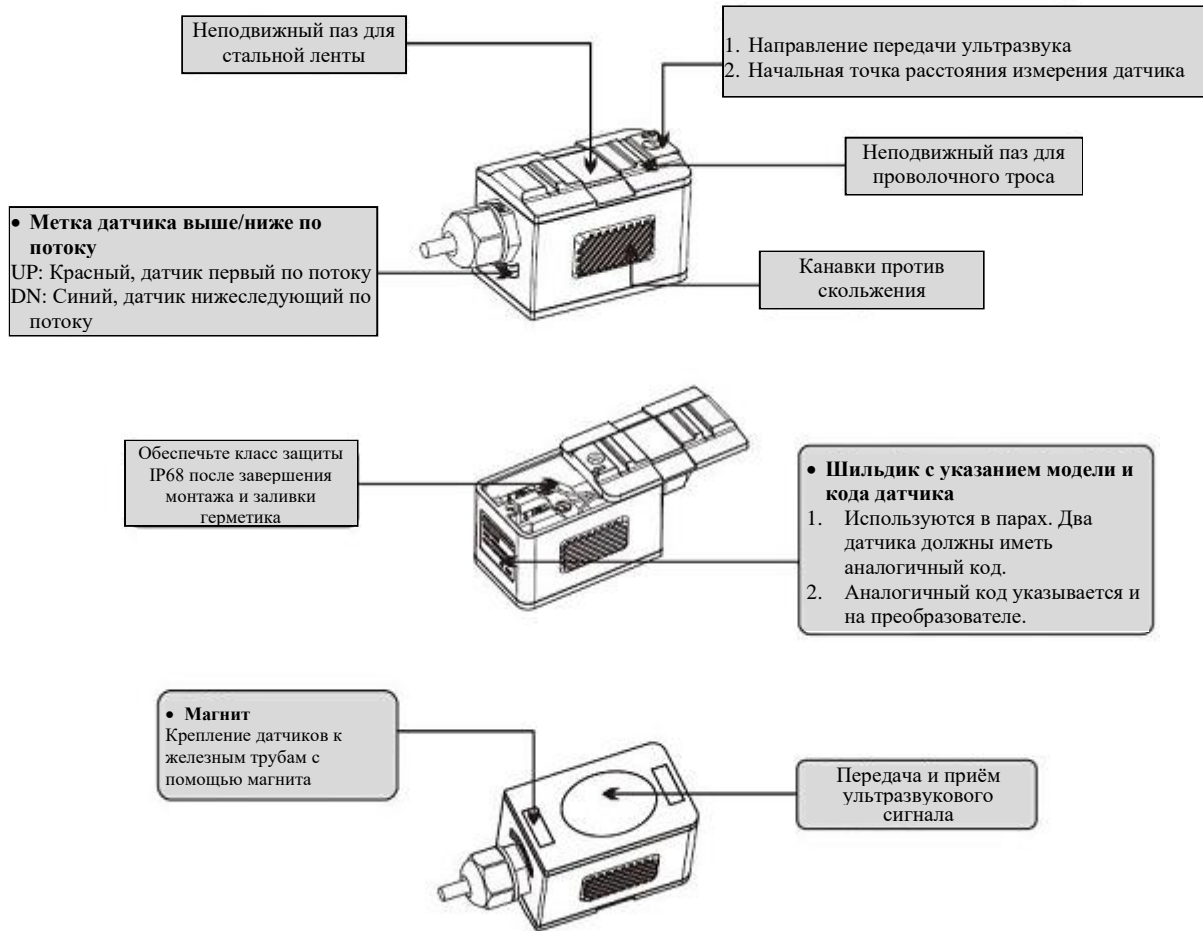 Неподвижный паз для
стальной ленты
1. Направление передачи ультразвука
2. Начальная точка расстояния измерения датчика
Неподвижный паз для
проволочного троса
• Метка датчика выше/ниже по
потоку
UP: Красный, датчик первый по потоку
DN: Синий, датчик нижеследующий по
потоку
Канавки против
скольжения
Обеспечьте класс защиты
IP68 после завершения
монтажа и заливки
герметика
• Шильдик с указанием модели и
кода датчика
1. Используются в парах. Два
датчика должны иметь
аналогичный код.
2. Аналогичный код указывается и
на преобразователе.
• Магнит
Крепление датчиков к
железным трубам с
помощью магнита
Передача и приём
ультразвукового
сигнала